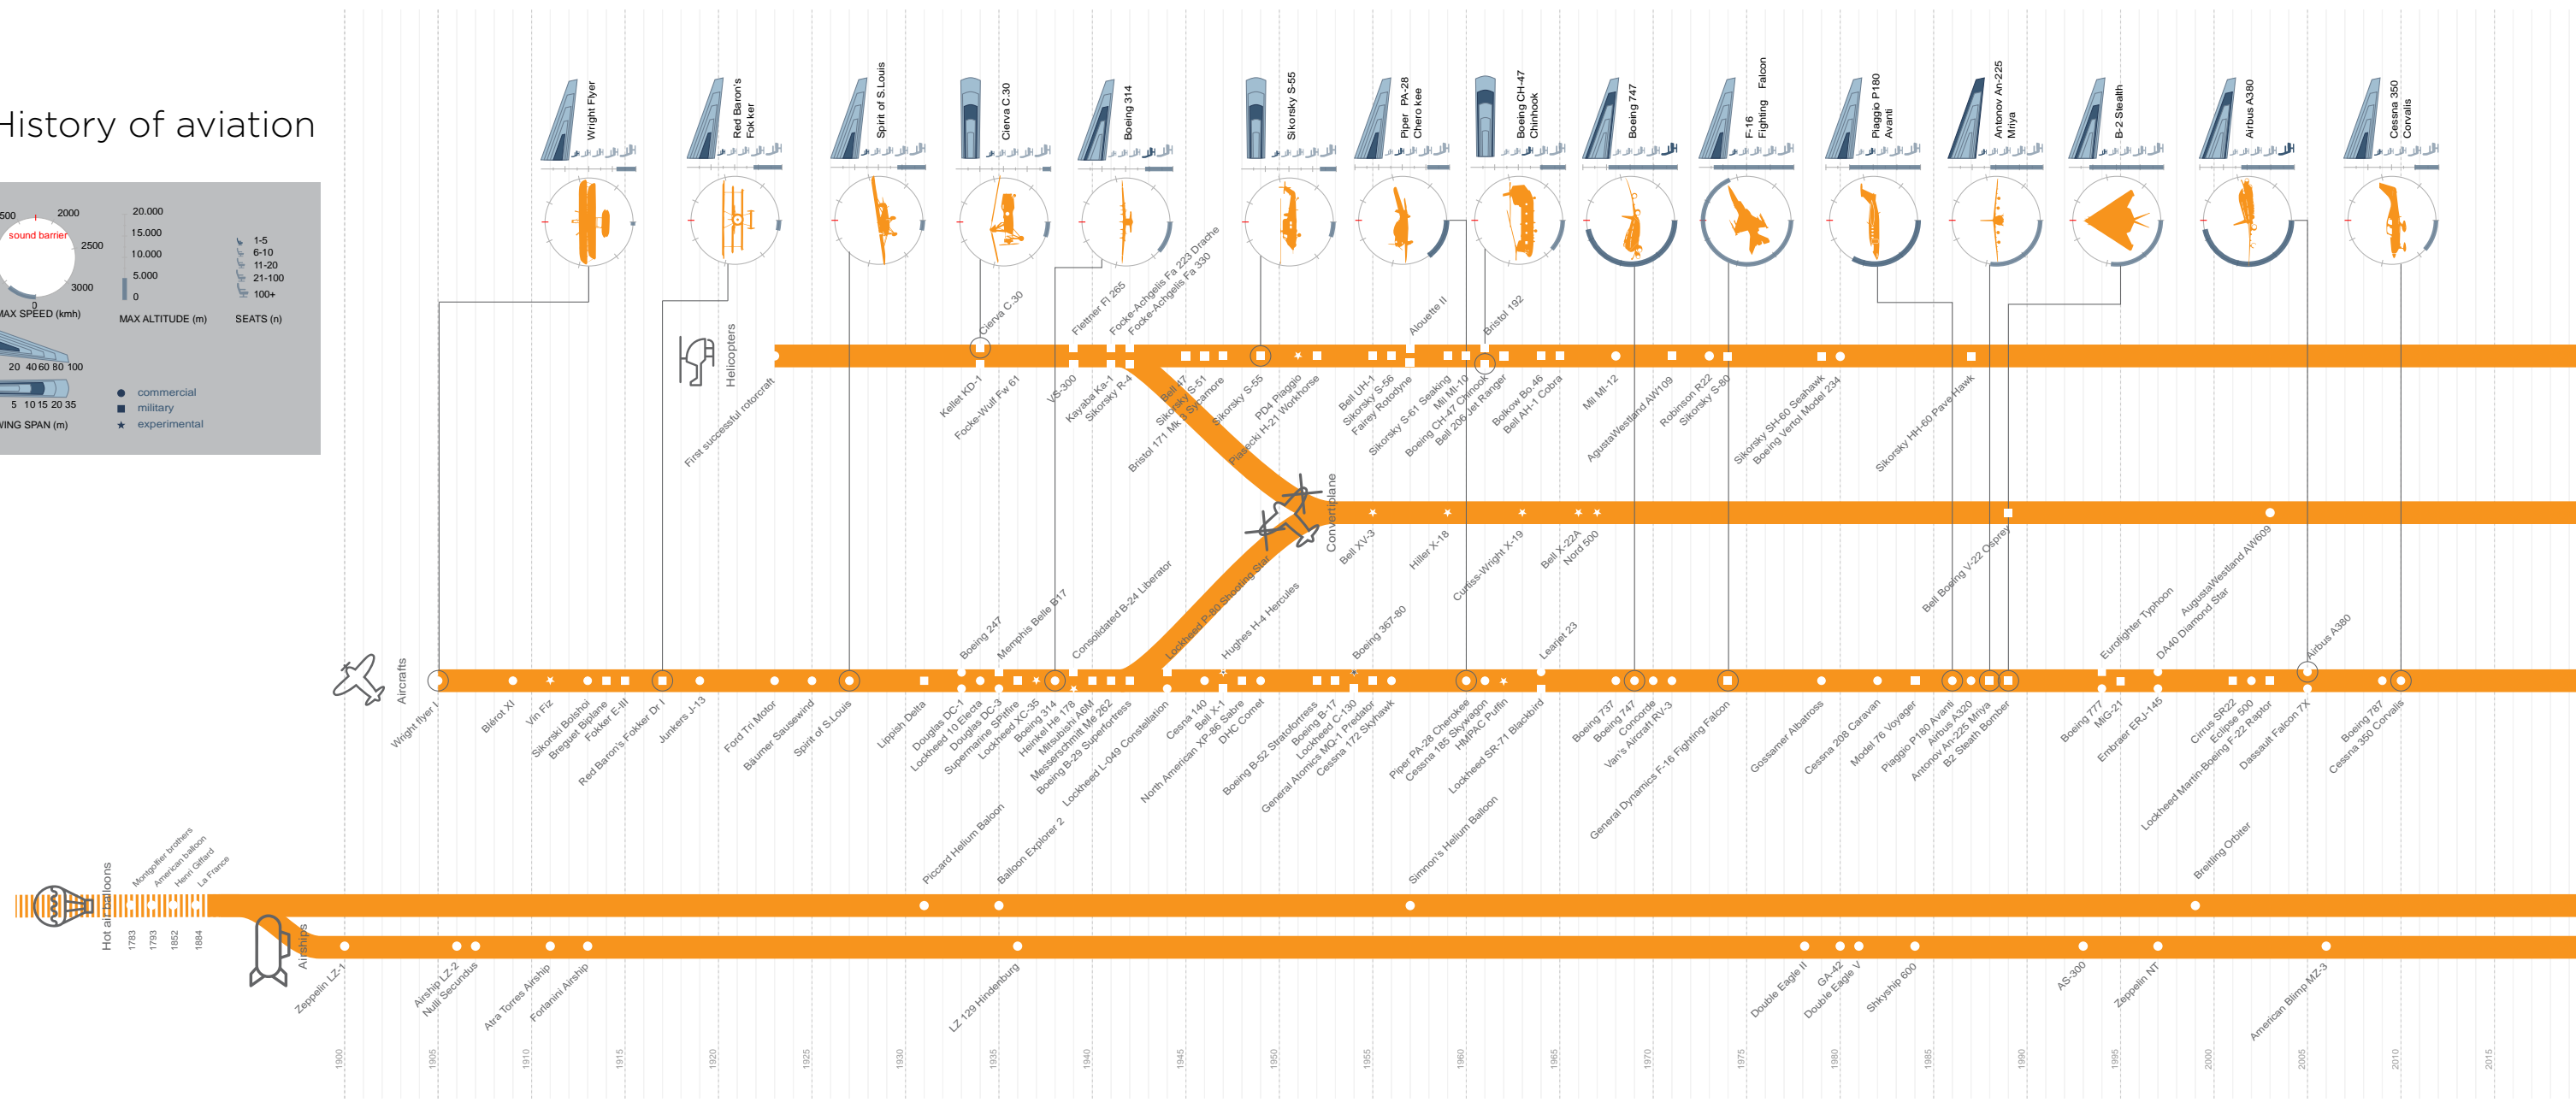 History of aviation
500
2000
sound barrier
2500
3000
0
MAX SPEED (kmh)
20.000
15.000
10.000
5.000
0
MAX ALTITUDE (m)
1-5
6-10
11-20
21-100
100+
SEATS (n)
20 40 60 80 100
5 10 15 20 35
WING SPAN (m)
commercial
military
experimental
Wright Flyer
Red Baron's
Fok ker
Spirit of S.Louis
Cierva C.30
Boeing 314
Sikorsky S-55
Piper PA-28
Chero kee
Boeing CH-47
Chinhook
Boeing 747
F-16
Fighting Falcon
Piaggio P180
Avanti
Antonov An-225
Mriya
B-2 Stealth
Airbus A380
Cessna 350
Corvalis
Helicopters
Cierva C.30
Flettner Fl 265
Focke-Achgelis Fa 223 Drache
Focke-Achgelis Fa 330
Alouette II
Bristol 192
First successful rotorcraft
Kellet KD-1
Focke-Wulf Fw 61
VS-300
Kayaba Ka-1
Sikorsky R-4
Bell 47
Sikorsky S-51
Bristol 171 Mk 3 Sycamore
Sikorsky S-55
PD4 Piaggio
Piasecki H-21 Workhorse
Bell UH-1
Sikorsky S-56
Fairey Rotodyne
Sikorsky S-61 Seaking
Mil MI-10
Boeing CH-47 Chinook
Bell 206 Jet Ranger
Bolkow Bo.46
Bell AH-1 Cobra
Mil MI-12
AgustaWestland AW109
Robinson R22
Sikorsky S-80
Sikorsky SH-60 Seahawk
Boeing Vertol Model 234
Sikorsky HH-60 Pave Hawk
Convertiplane
Bell XV-3
Hiller X-18
Curtiss-Wright X-19
Bell X-22A
Nord 500
Bell Boeing V-22 Osprey
AugustaWestland AW609
Aircrafts
Boeing 247
Memphis Belle B17
Consolidated B-24 Liberator
Lockheed P-80 Shooting Star
Hughes H-4 Hercules
Boeing 367-80
Learjet 23
Eurofighter Typhoon
DA40 Diamond Star
Airbus A380
Wright flyer I
Blérot XI
Vin Fiz
Sikorski Bolshoi
Breguet Biplane
Fokker E-III
Red Baron's Fokker Dr I
Junkers J-13
Ford Tri Motor
Bäumer Sausewind
Spirit of S.Louis
Lippish Delta
Douglas DC-1
Lockheed 10 Electa
Douglas DC-3
Supermarine SPitfire
Lockheed XC-35
Boeing 314
Heinkel He 178
Mitsubishi A6M
Messerschmitt Me 262
Boeing B-29 Superfortress
Lockheed L-049 Constellation
Cesna 140
Bell X-1
North American XP-86 Sabre
DHC Comet
Boeing B-52 Stratofortress
Boeing B-17
Lockheed C-130
General Atomics MQ-1 Predator
Cessna 172 Skyhawk
Piper PA-28 Cherokee
Cessna 185 Skywagon
HMPAC Puffin
Lockheed SR-71 Blackbird
Boeing 737
Boeing 747
Concorde
Van's Aircraft RV-3
General Dynamics F-16 Fighting Falcon
Gossamer Albatross
Cessna 208 Caravan
Model 76 Voyager
Piaggio P180 Avanti
Airbus A320
Antonov An-225 Mriya
B2 Steath Bomber
Boeing 777
MiG-21
Embraer ERJ-145
Cirrus SR22
Eclipse 500
Lockheed Martin-Boeing F-22 Raptor
Dassault Falcon 7X
Boeing 787
Cessna 350 Corvalis
Hot air balloons
Montgolfier brothers
American balloon
Henri Giffard
La France
1783
1793
1852
1884
Piccard Helium Baloon
Balloon Explorer 2
Simnon's Helium Balloon
Breitling Orbiter
Airships
Zeppelin LZ-1
Airship LZ-2
Nulli Secundus
Atra Torres Airship
Forlanini Airship
LZ 129 Hindenburg
Double Eagle II
GA-42
Double Eagle V
Shkyship 600
AS-300
Zeppelin NT
American Blimp MZ-3
1900
1905
1910
1915
1920
1925
1930
1935
1940
1945
1950
1955
1960
1965
1970
1975
1980
1985
1990
1995
2000
2005
2010
2015